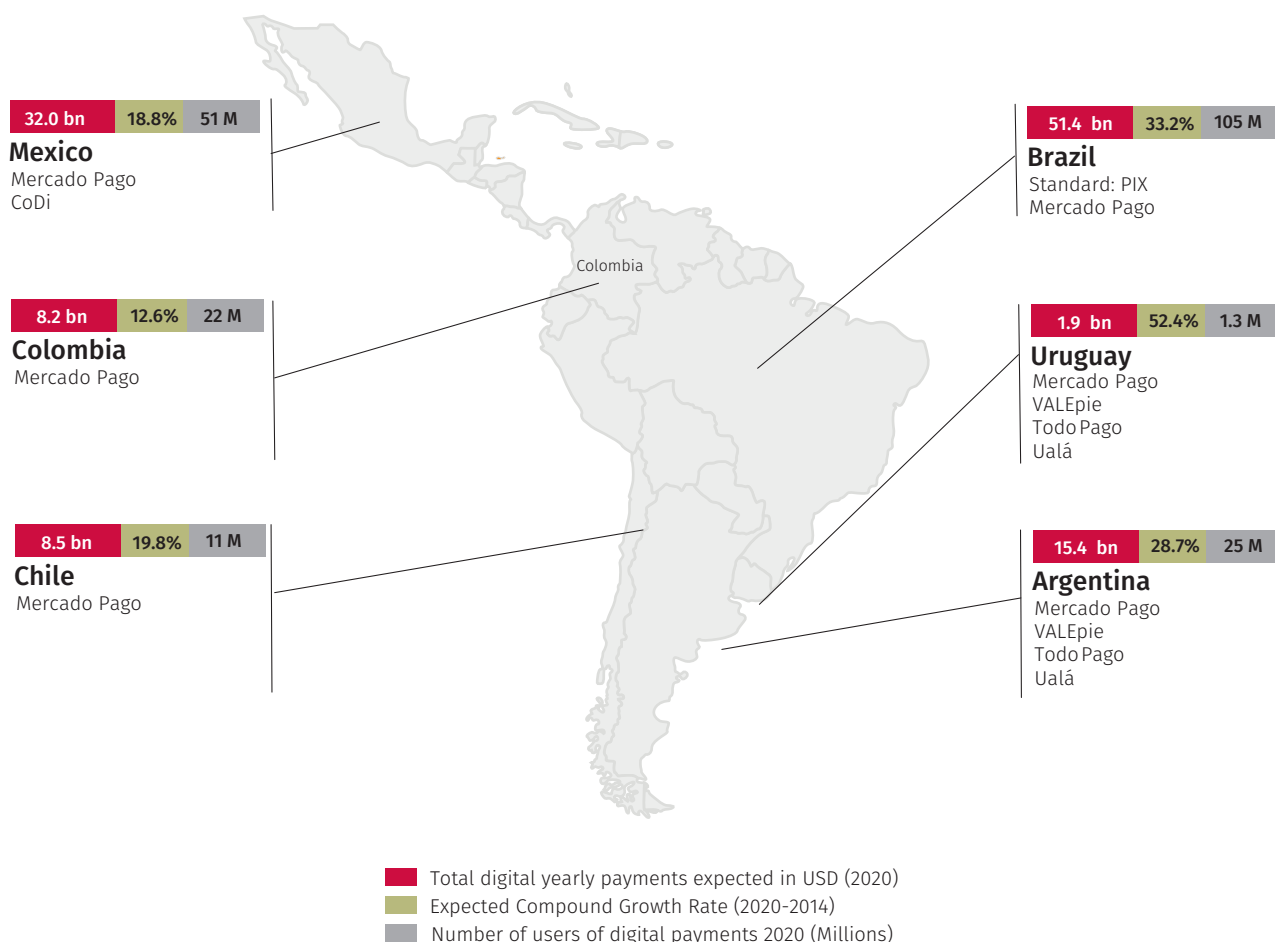 32.0 bn 18.8% 51 M
Mexico
Mercado Pago
CoDi
8.2 bn 12.6% 22 M
Colombia
Mercado Pago
8.5 bn 19.8% 11 M
Chile
Mercado Pago
Colombia
51.4 bn 33.2% 105 M
Brazil
Standard: PIX
Mercado Pago
1.9 bn 52.4% 1.3 M
Uruguay
Mercado Pago
VALEpie
Todo Pago
Ualá
15.4 bn 28.7% 25 M
Argentina
Mercado Pago
VALEpie
Todo Pago
Ualá
Total digital yearly payments expected in USD (2020)
Expected Compound Growth Rate (2020-2014)
Number of users of digital payments 2020 (Millions)